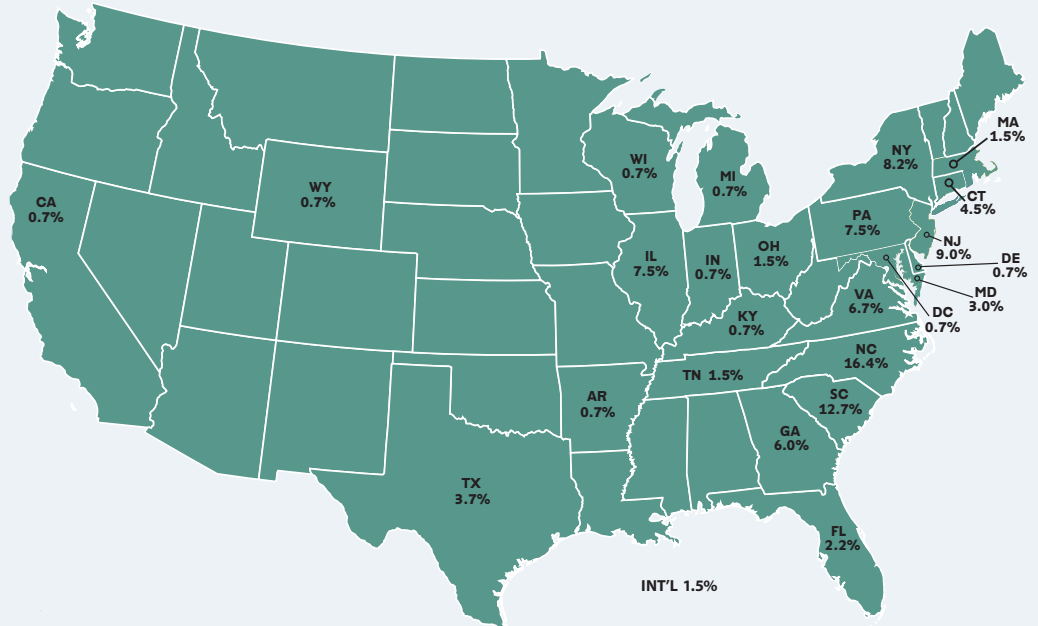 MA
1.5%
NY
8.2%
WI
0.7%
MI
0.7%
WY
0.7%
CA
0.7%
CT
4.5%
PA
7.5%
NJ
9.0%
OH
1.5%
IL
7.5%
IN
0.7%
DE
0.7%
MD
3.0%
VA
6.7%
DC
0.7%
KY
0.7%
NC
16.4%
TN 1.5%
SC
12.7%
AR
0.7%
GA
6.0%
TX
3.7%
FL
2.2%
INT'L 1.5%